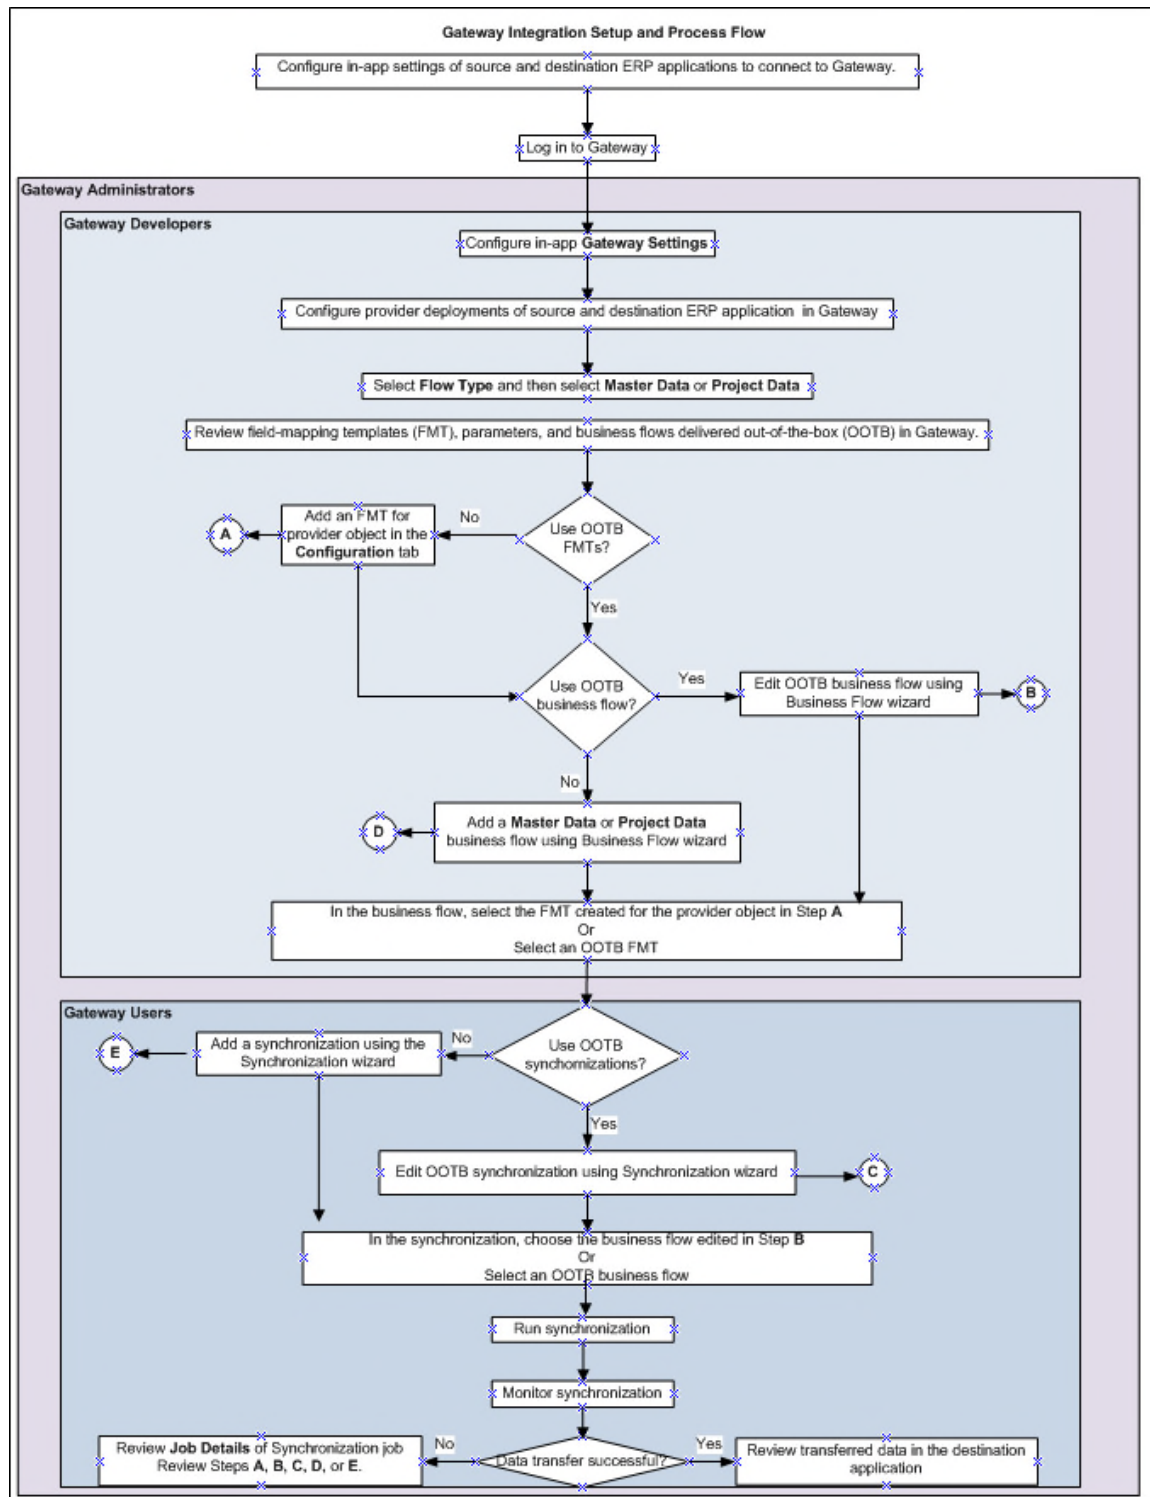 Gateway Integration Setup and Process Flow
Configure in-app settings of source and destination ERP applications to connect to Gateway.
Log in to Gateway
Gateway Administrators
Gateway Developers
Configure in-app Gateway Settings
Configure provider deployments of source and destination ERP application in Gateway
Select Flow Type and then select Master Data or Project Data
Review field-mapping templates (FMT), parameters, and business flows delivered out-of-the-box (OOTB) in Gateway.
A
Add an FMT for
provider object in the
Configuration tab
No
Use OOTB
FMTs?
Yes
Use OOTB
business flow?
Yes
Edit OOTB business flow using
Business Flow wizard
B
No
D
Add a Master Data or Project Data
business flow using Business Flow wizard
In the business flow, select the FMT created for the provider object in Step A
Or
Select an OOTB FMT
Gateway Users
E
Add a synchronization using the
Synchronization wizard
No
Use OOTB
synchornizations?
Yes
Edit OOTB synchronization using Synchronization wizard
C
In the synchronization, choose the business flow edited in Step B
Or
Select an OOTB business flow
Run synchronization
Monitor synchronization
Review Job Details of Synchronization job
Review Steps A, B, C, D, or E.
No
Data transfer successful?
Yes
Review transferred data in the destination
application